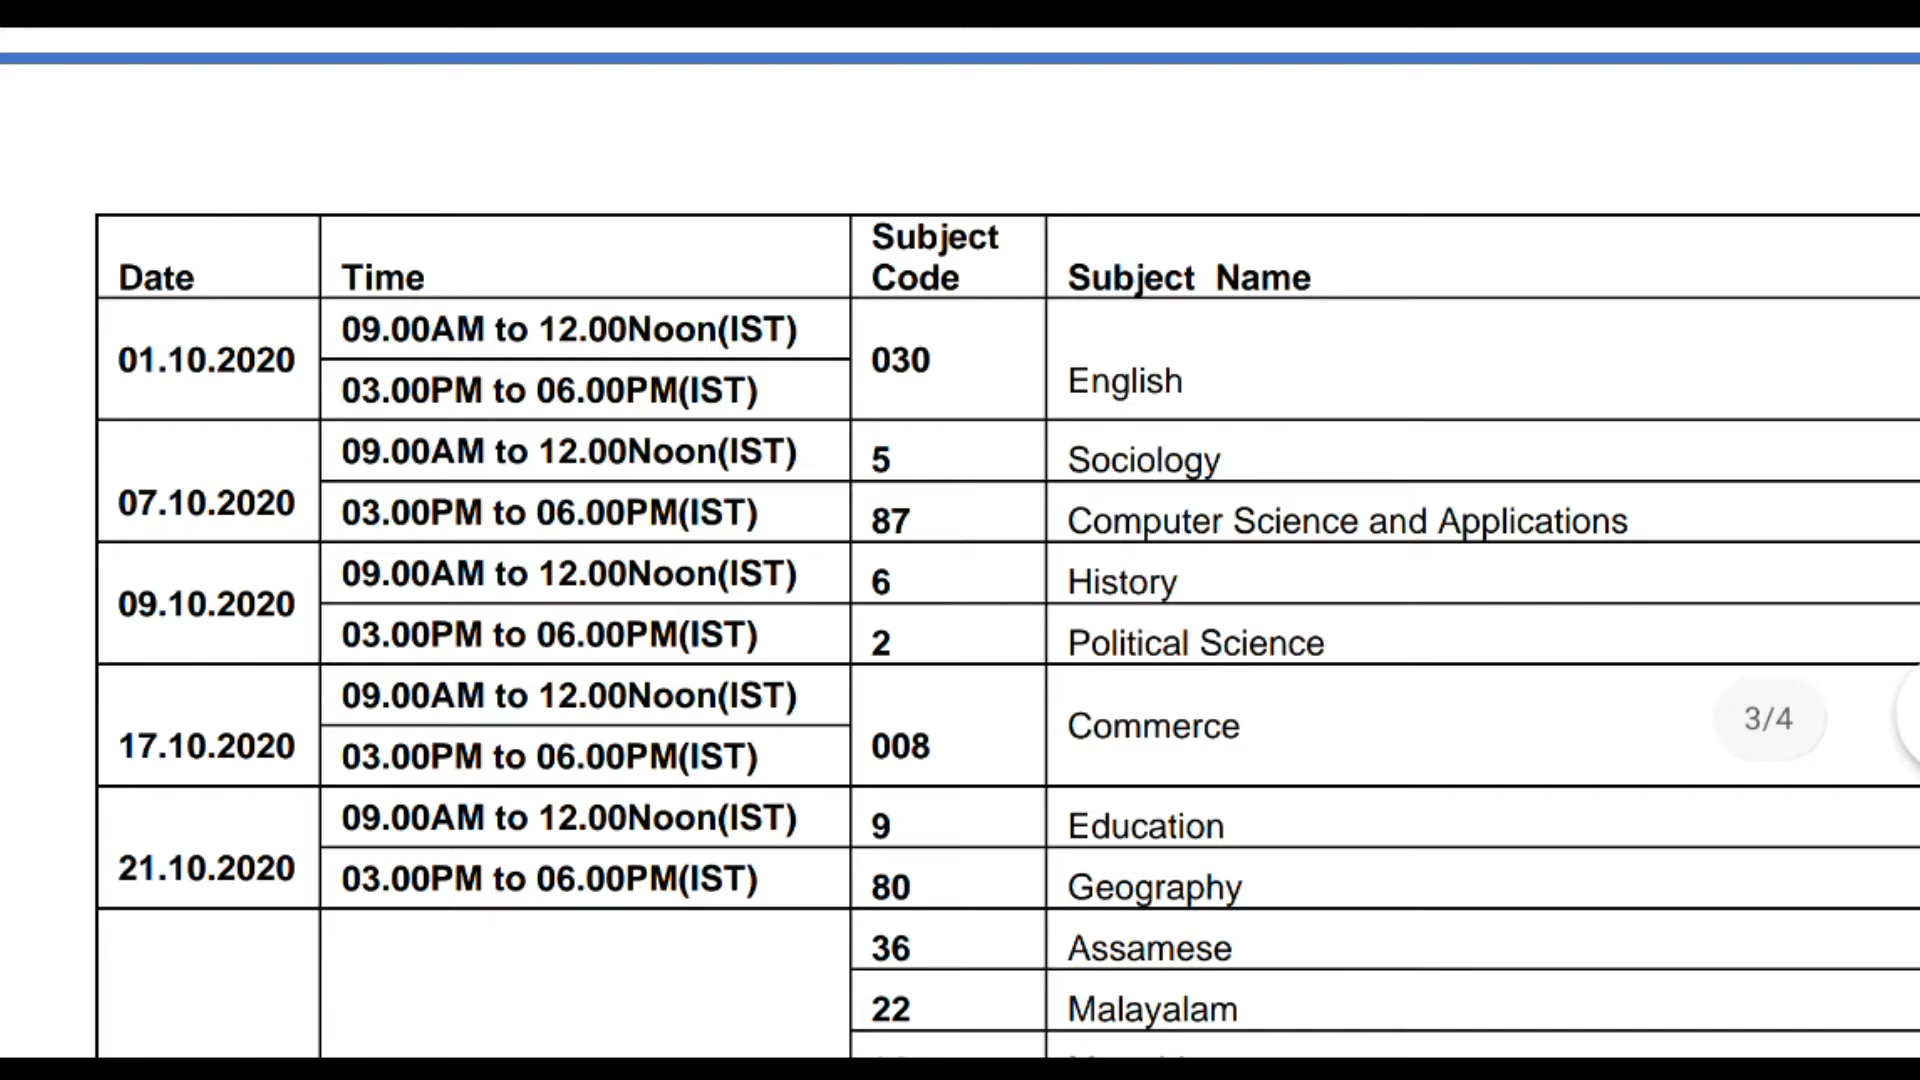 Date Time Subject Code Subject Name
01.10.2020 09.00AM to 12.00Noon(IST) 030 English
03.00PM to 06.00PM(IST)
07.10.2020 09.00AM to 12.00Noon(IST) 5 Sociology
03.00PM to 06.00PM(IST) 87 Computer Science and Applications
09.10.2020 09.00AM to 12.00Noon(IST) 6 History
03.00PM to 06.00PM(IST) 2 Political Science
17.10.2020 09.00AM to 12.00Noon(IST) 008 Commerce
03.00PM to 06.00PM(IST)
3/4
21.10.2020 09.00AM to 12.00Noon(IST) 9 Education
03.00PM to 06.00PM(IST) 80 Geography
36 Assamese
22 Malayalam